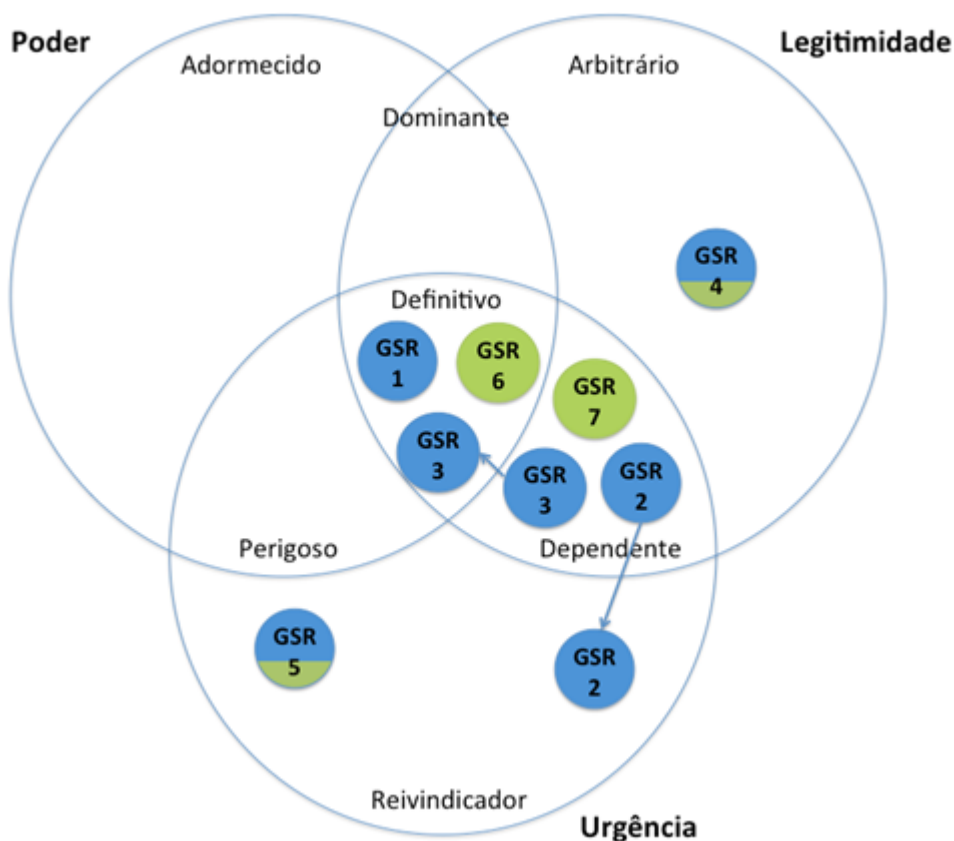 Poder
Legitimidade
Adormecido
Arbitrário
Dominante
GSR
4
Definitivo
GSR
1
GSR
6
GSR
7
GSR
3
GSR
3
GSR
2
Perigoso
Dependente
GSR
5
GSR
2
Reivindicador
Urgência